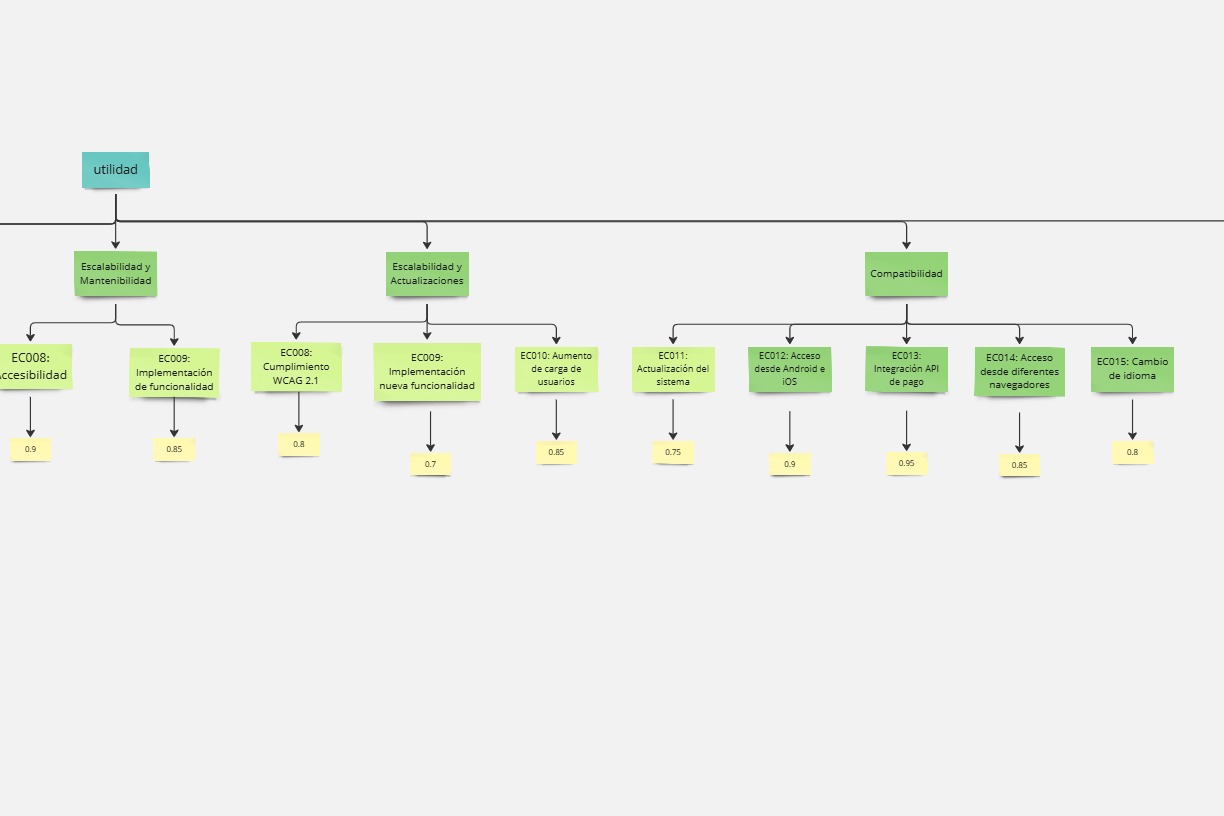 utilidad
Escalabilidad y
Mantenibilidad
Escalabilidad y
Actualizaciones
Compatibilidad
EC008:
Accesibilidad
EC009:
Implementación
de funcionalidad
EC008:
Cumplimiento
WCAG 2.1
EC009:
Implementación
nueva funcionalidad
EC010: Aumento
de carga de
usuarios
EC011:
Actualización del
sistema
EC012: Acceso
desde Android e
iOS
EC013:
Integración API
de pago
EC014: Acceso
desde diferentes
navegadores
EC015: Cambio
de idioma
0.9
0.85
0.8
0.7
0.85
0.75
0.9
0.95
0.85
0.8